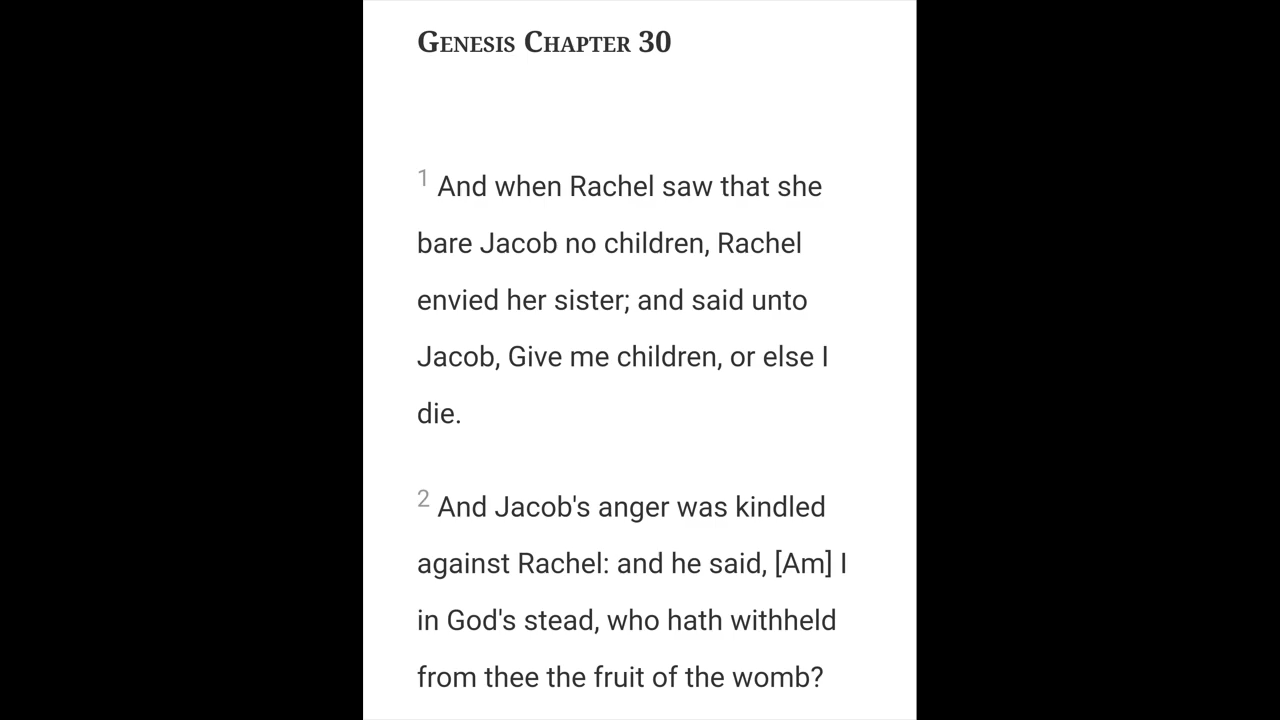 Genesis Chapter 30
1 And when Rachel saw that she
bare Jacob no children, Rachel
envied her sister; and said unto
Jacob, Give me children, or else I
die.
2 And Jacob's anger was kindled
against Rachel: and he said, [Am] I
in God's stead, who hath withheld
from thee the fruit of the womb?